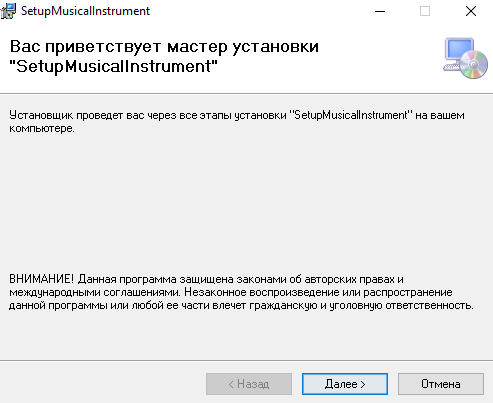 SetupMusicalInstrument
Вас приветствует мастер установки
"SetupMusicalInstrument"
Установщик проведет вас через все этапы установки "SetupMusicalInstrument" на вашем
компьютере.
ВНИМАНИЕ! Данная программа защищена законами об авторских правах и
международными соглашениями. Незаконное воспроизведение или распространение
данной программы или любой ее части влечет гражданскую и уголовную ответственность.
< Назад
Далее >
Отмена